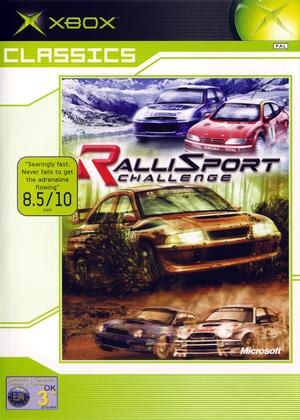 XBOX
PAL
CLASSICS
"Searingly fast.
Never fails to get
the adrenaline
flowing"
8.5/10
RALLISPORT
CHALLENGE
Microsoft
OK
3+